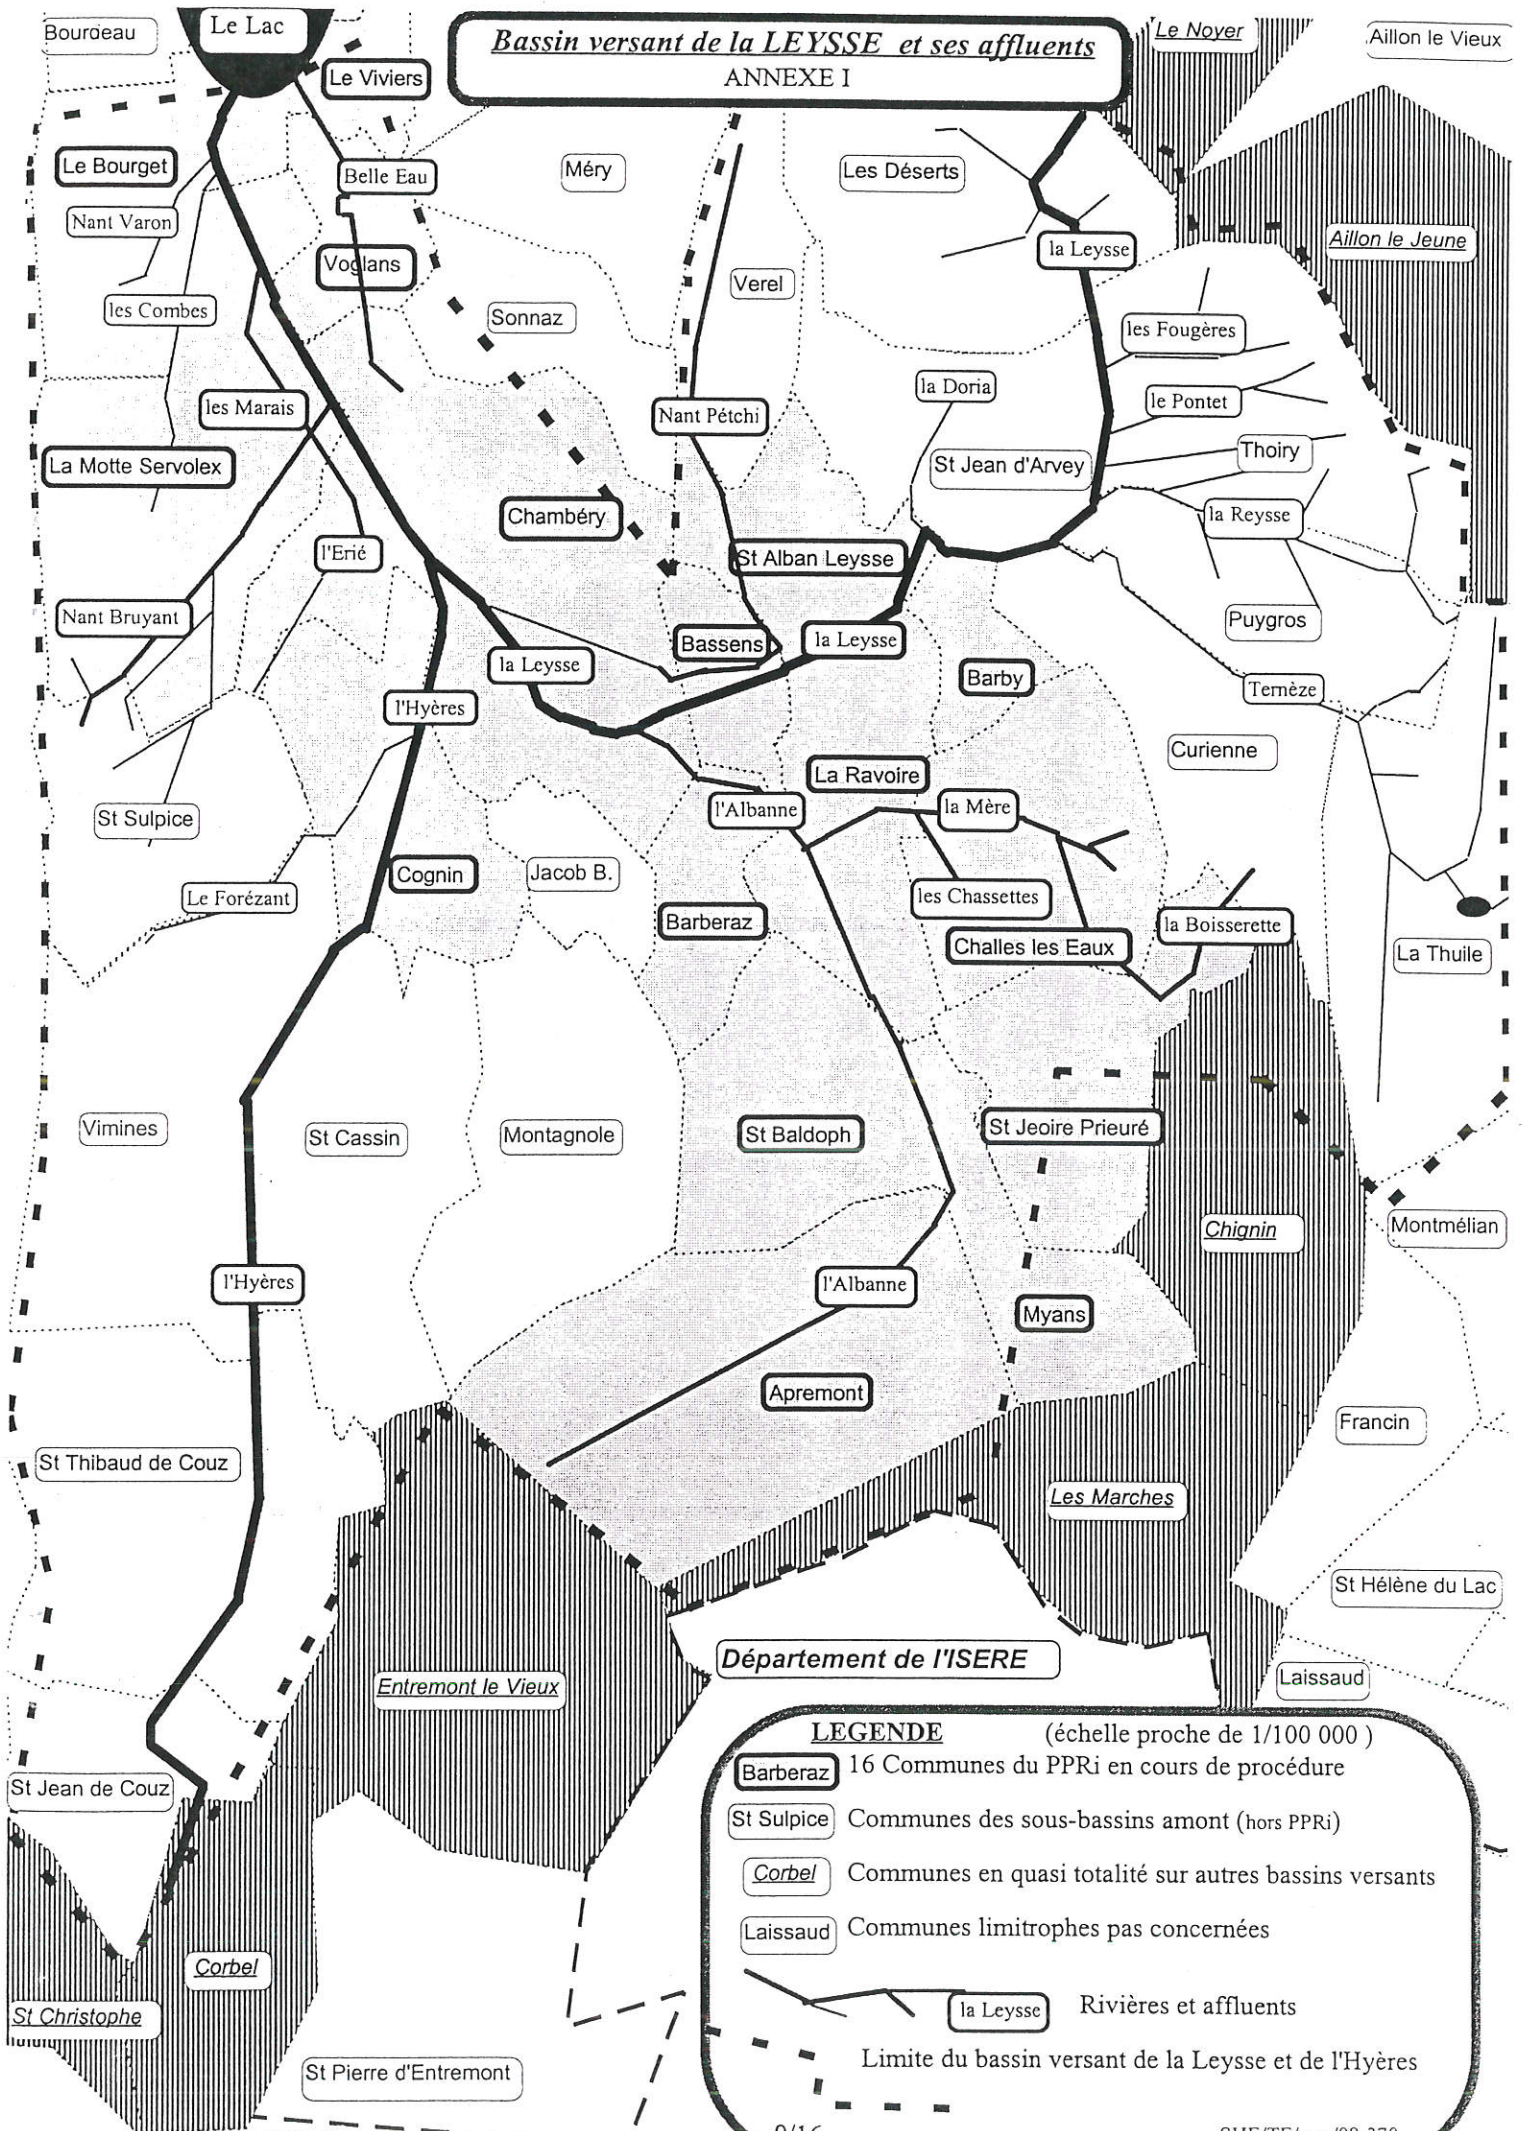 Bourdeau
Le Lac
Bassin versant de la LEYSSE et ses affluents
ANNEXE I
Le Noyer
Aillon le Vieux
Le Viviers
Le Bourget
Belle Eau
Méry
Les Déserts
Nant Varon
la Leysse
Aillon le Jeune
Voglans
Verel
les Combes
Sonnaz
les Fougères
la Doria
le Pontet
les Marais
Nant Pétchi
Thoiry
La Motte Servolex
St Jean d'Arvey
Chambéry
la Reysse
l'Erié
St Alban Leysse
Nant Bruyant
Puygros
Bassens
la Leysse
la Leysse
Barby
Ternèze
l'Hyères
Curienne
La Ravoire
St Sulpice
l'Albanne
la Mère
Cognin
Jacob B.
Le Forézant
les Chassettes
Barberaz
la Boisserette
Challes les Eaux
La Thuile
Vimines
St Cassin
Montagnole
St Baldoph
St Jeoire Prieuré
Chignin
Montmélian
l'Hyères
l'Albanne
Myans
Apremont
Francin
St Thibaud de Couz
Les Marches
St Hélène du Lac
Département de l'ISERE
Entremont le Vieux
Laissaud
LEGENDE (échelle proche de 1/100 000 )
Barberaz 16 Communes du PPRi en cours de procédure
St Jean de Couz
St Sulpice Communes des sous-bassins amont (hors PPRi)
Corbel Communes en quasi totalité sur autres bassins versants
Laissaud Communes limitrophes pas concernées
Corbel
la Leysse Rivières et affluents
St Christophe
Limite du bassin versant de la Leysse et de l'Hyères
St Pierre d'Entremont
9/16